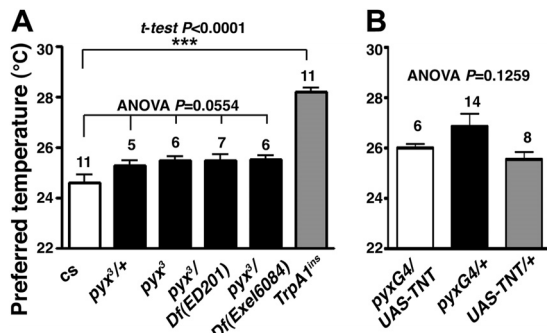 A
t-test P<0.0001
***
11
ANOVA P=0.0554
11
5
6
7
6
Preferred temperature (°C)
28
26
24
22
cs
pyx³/+
pyx³
pyx³/
Df(ED201)
pyx³/
Df(Exel6084)
TrpA1ins
B
ANOVA P=0.1259
6
14
8
28
26
24
22
pyxG4/
UAS-TNT
pyxG4/+
UAS-TNT/+